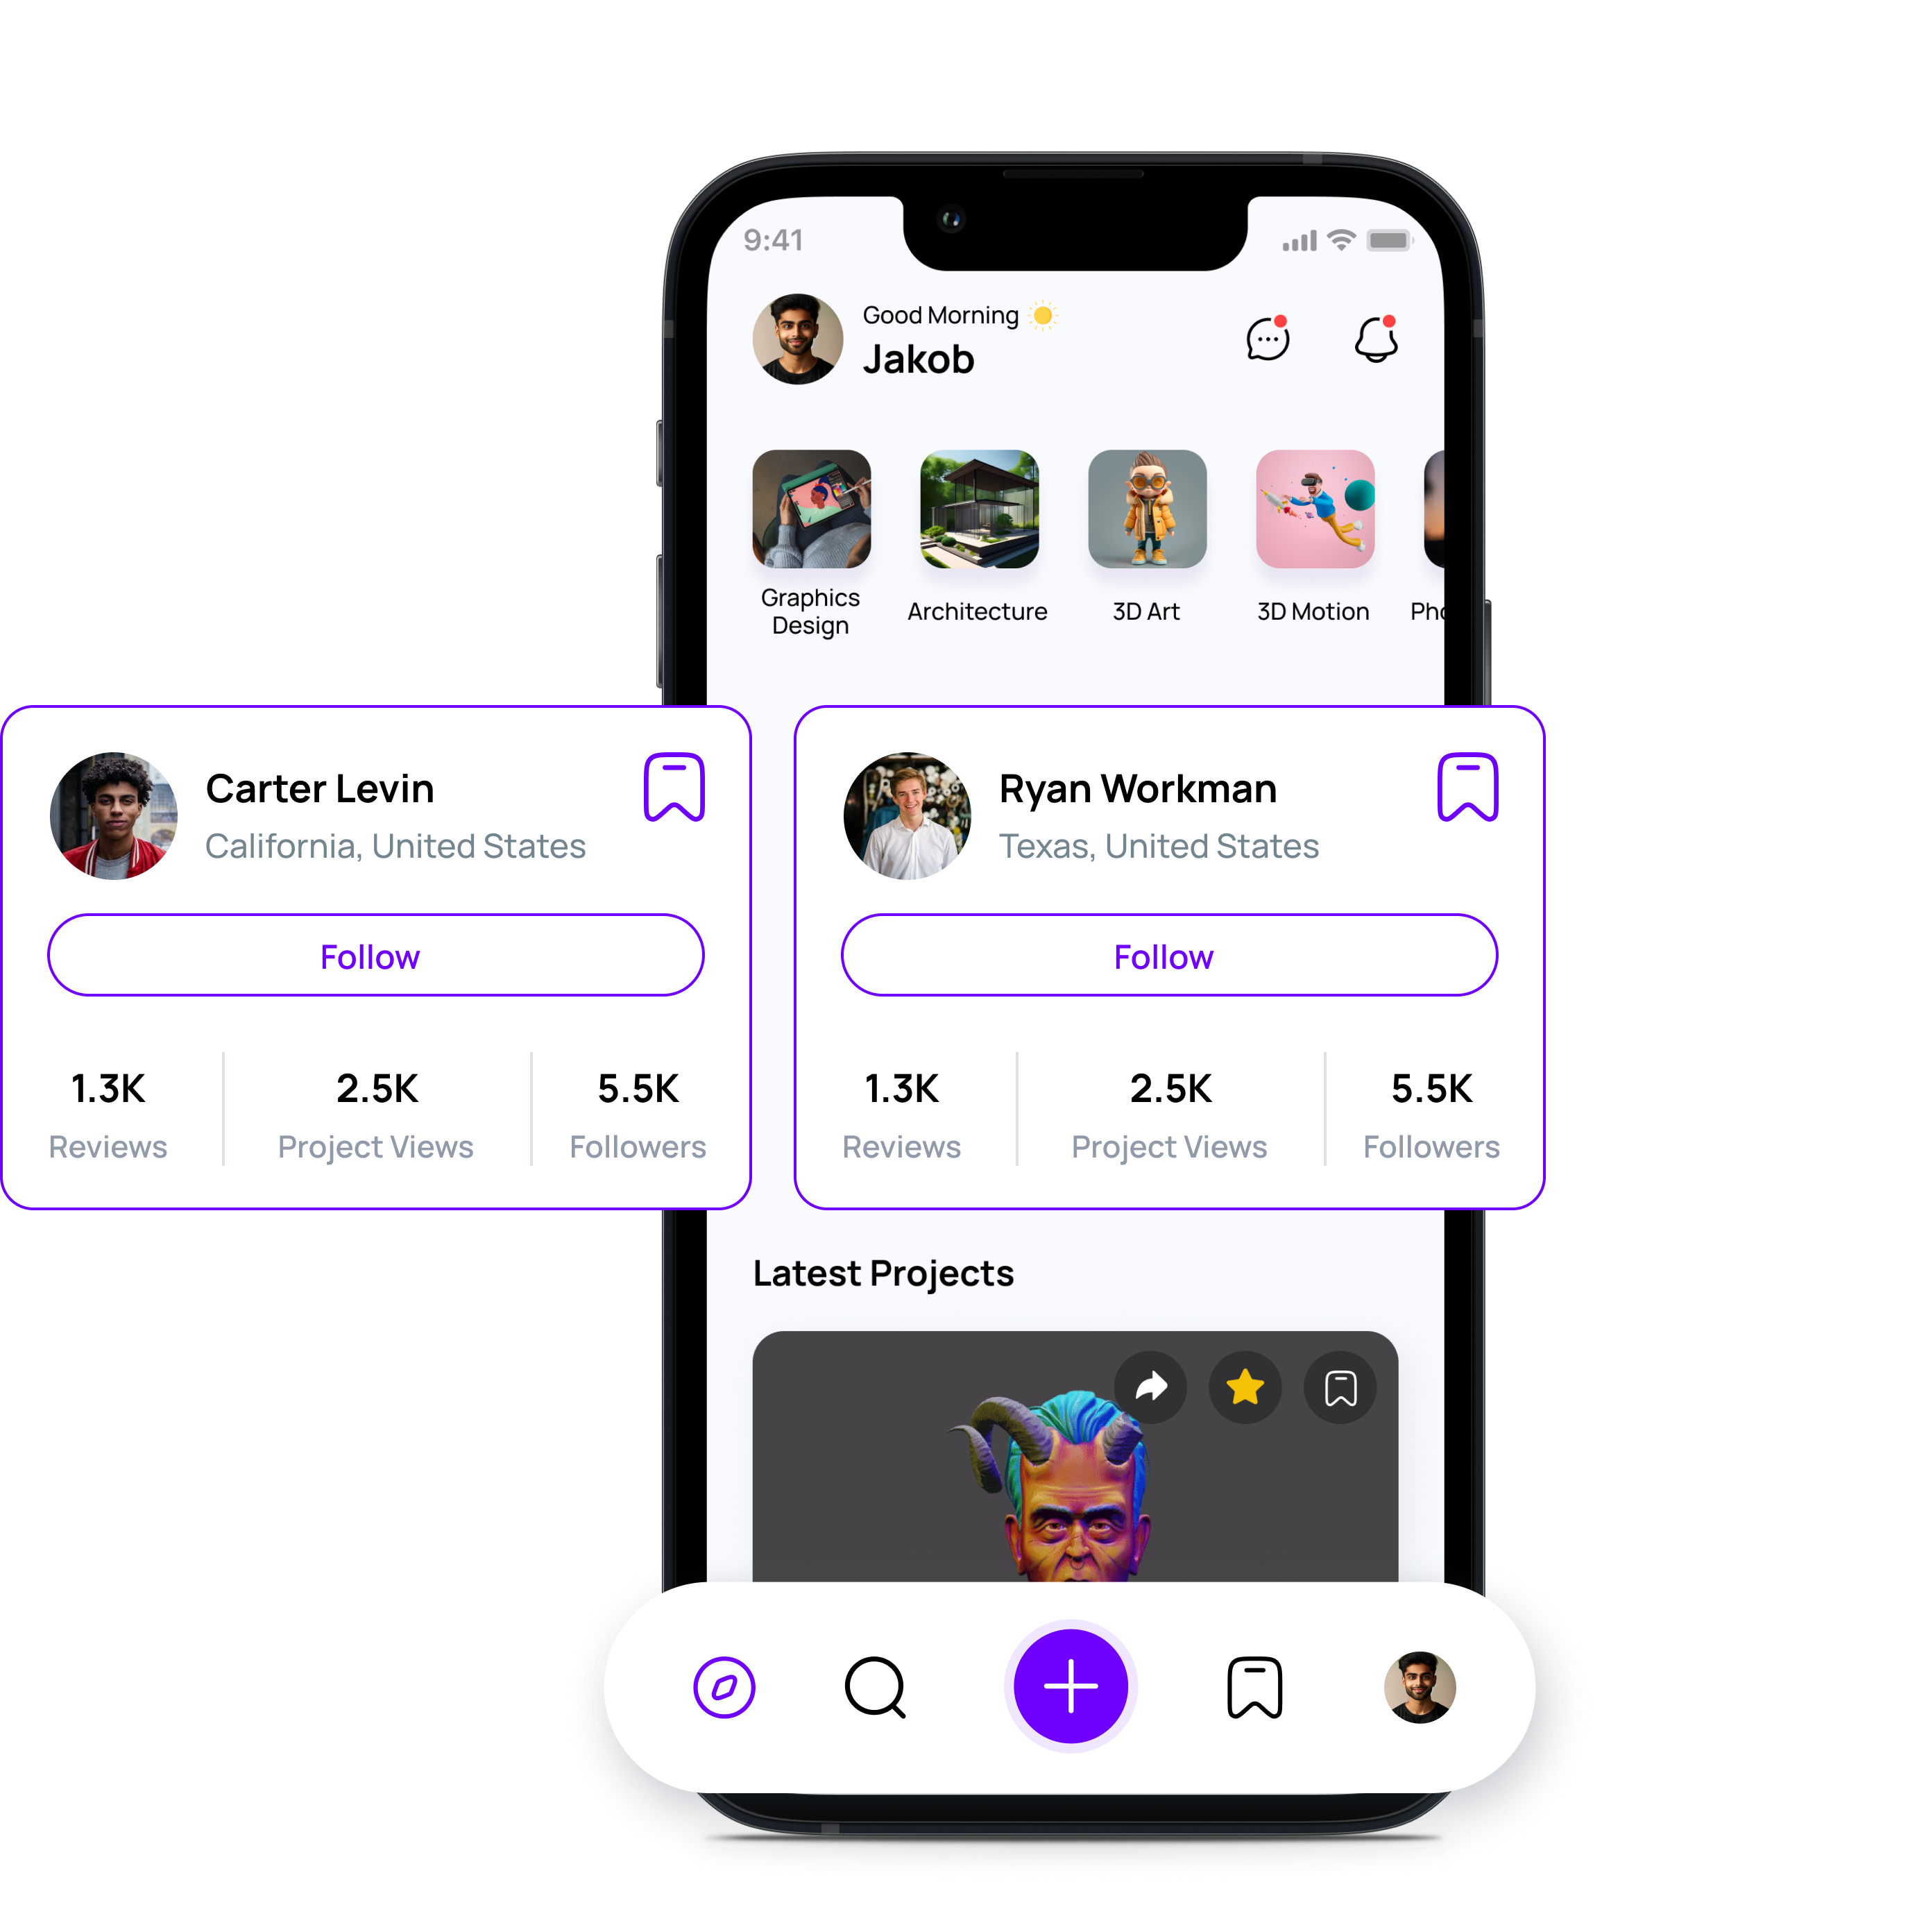 9:41
Good Morning
Jakob
Graphics
Design
Architecture
3D Art
3D Motion
Carter Levin
California, United States
Follow
1.3K
2.5K
5.5K
Reviews
Project Views
Followers
Ryan Workman
Texas, United States
Follow
1.3K
2.5K
5.5K
Reviews
Project Views
Followers
Latest Projects